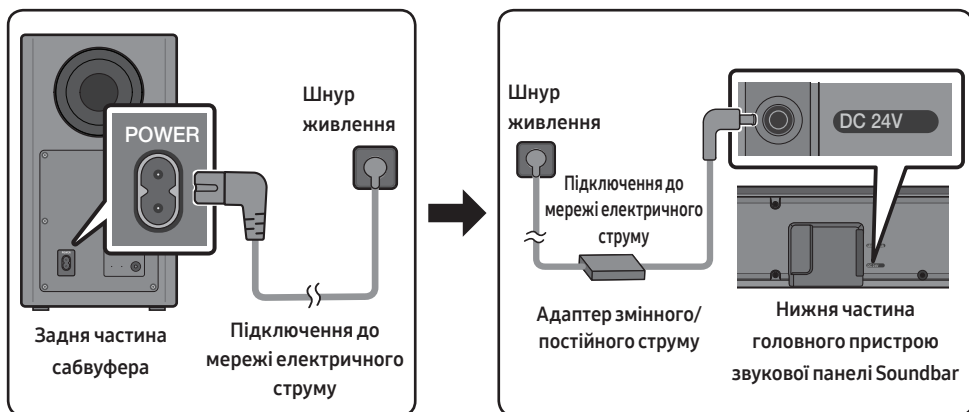 POWER
Шнур
живлення
Задня частина
сабвуфера
Підключення до
мережі електричного
струму
Шнур
живлення
DC 24V
Підключення до
мережі електричного
струму
Адаптер змінного/
постійного струму
Нижня частина
головного пристрою
звукової панелі Soundbar